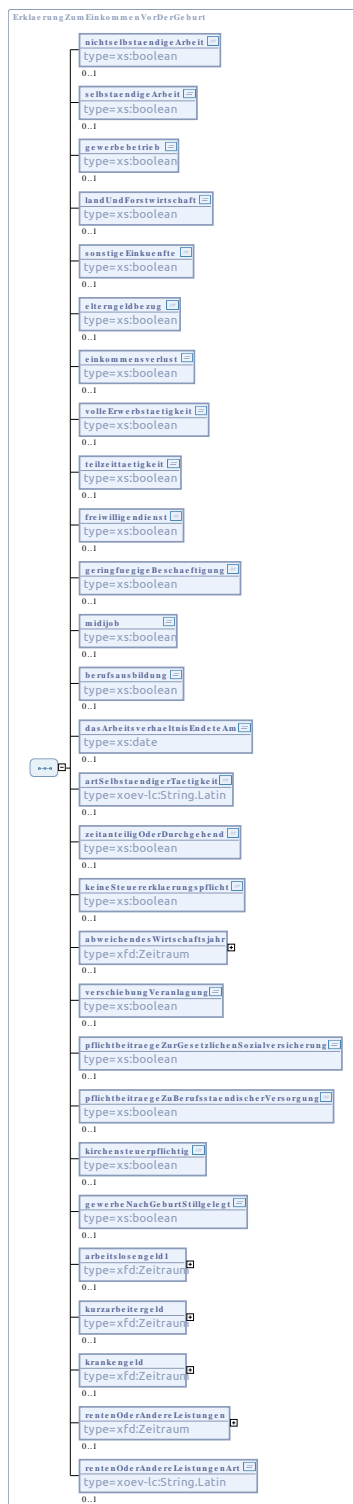 ErklaerungZumEinkommenVorDerGeburt
nichtselbstaendigeArbeit
type=xs:boolean
0..1
selbstaendigeArbeit
type=xs:boolean
0..1
gewerbebetrieb
type=xs:boolean
0..1
landUndForstwirtschaft
type=xs:boolean
0..1
sonstigeEinkuenfte
type=xs:boolean
0..1
elterngeldbezug
type=xs:boolean
0..1
einkommensverlust
type=xs:boolean
0..1
volleErwerbstaetigkeit
type=xs:boolean
0..1
teilzeittaetigkeit
type=xs:boolean
0..1
freiwilligendienst
type=xs:boolean
0..1
geringfuegigeBeschaeftigung
type=xs:boolean
0..1
midijob
type=xs:boolean
0..1
berufsausbildung
type=xs:boolean
0..1
dasArbeitsverhaeltnisEndeteAm
type=xs:date
0..1
artSelbstaendigerTaetigkeit
type=xoev-lc:String.Latin
0..1
zeitanteiligOderDurchgehend
type=xs:boolean
0..1
keineSteuererklaerungspflicht
type=xs:boolean
0..1
abweichendesWirtschaftsjahr
type=xfd:Zeitraum
0..1
verschiebungVeranlagung
type=xs:boolean
0..1
pflichtbeitraegeZurGesetzlichenSozialversicherung
type=xs:boolean
0..1
pflichtbeitraegeZuBerufsstaendischerVersorgung
type=xs:boolean
0..1
kirchensteuerpflichtig
type=xs:boolean
0..1
gewerbeNachGeburtStillgelegt
type=xs:boolean
0..1
arbeitslosengeld1
type=xfd:Zeitraum
0..1
kurzarbeitergeld
type=xfd:Zeitraum
0..1
krankengeld
type=xfd:Zeitraum
0..1
rentenOderAndereLeistungen
type=xfd:Zeitraum
0..1
rentenOderAndereLeistungenArt
type=xoev-lc:String.Latin
0..1